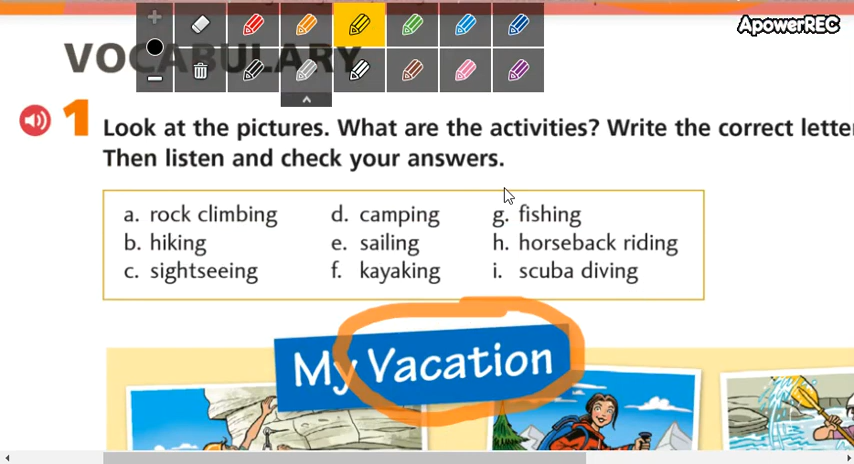 ApowerREC
VOCABULARY
1
Look at the pictures. What are the activities? Write the correct
Then listen and check your answers.
a. rock climbing
b. hiking
c. sightseeing
d. camping
e. sailing
f. kayaking
g. fishing
h. horseback riding
i. scuba diving
My Vacation